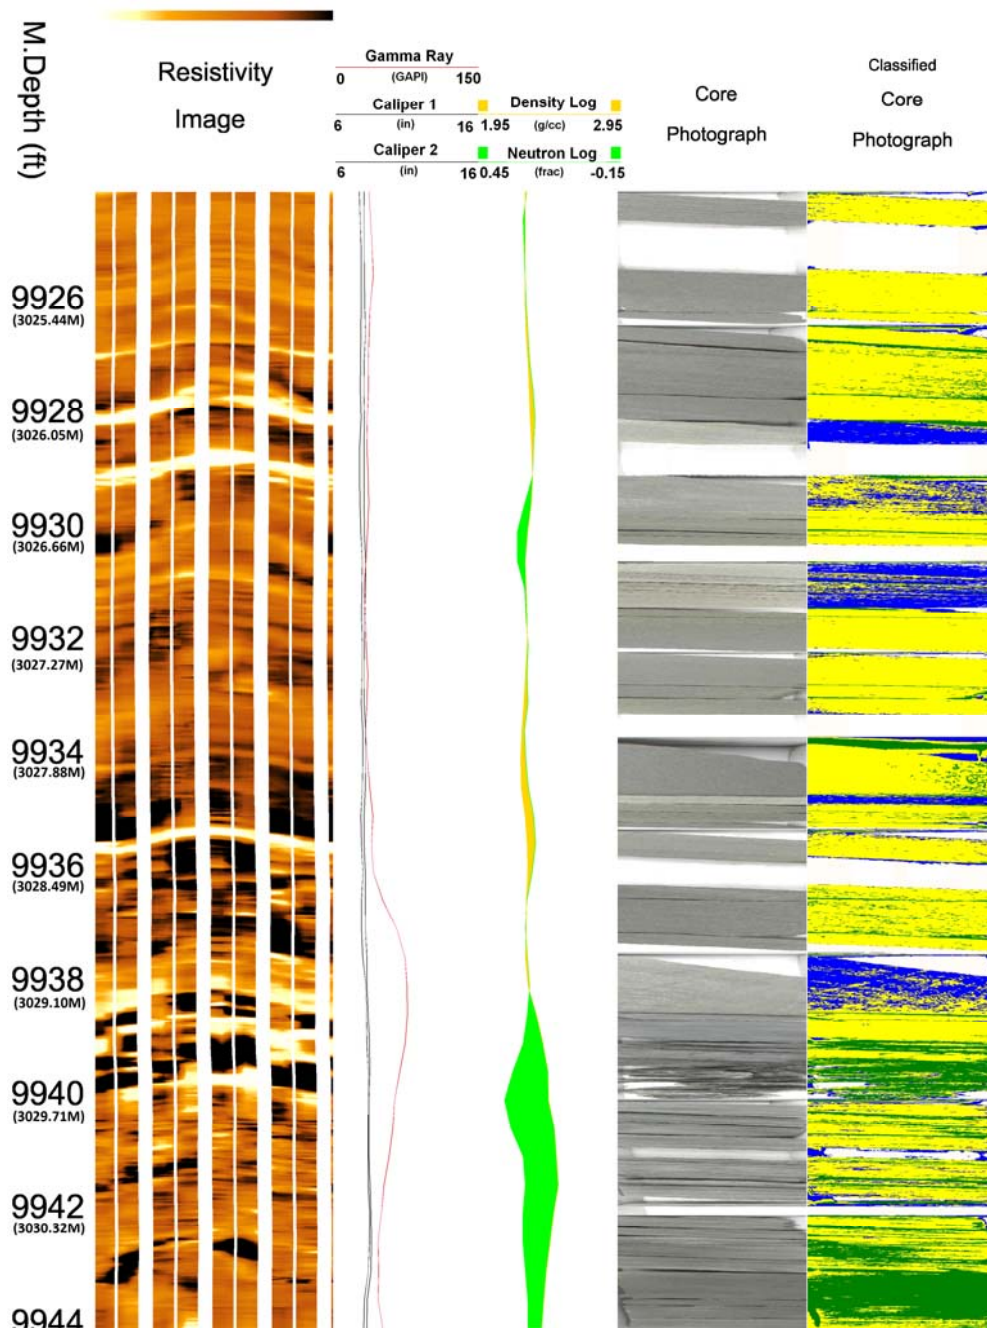 M.Depth (ft)
Resistivity
Image
Gamma Ray
0 (GAPI) 150
Caliper 1
6 (in) 16
Caliper 2
6 (in) 16
Density Log
1.95 (g/cc) 2.95
Neutron Log
0.45 (frac) -0.15
Core
Photograph
Classified
Core
Photograph
9926
(3025.44M)
9928
(3026.05M)
9930
(3026.66M)
9932
(3027.27M)
9934
(3027.88M)
9936
(3028.49M)
9938
(3029.10M)
9940
(3029.71M)
9942
(3030.32M)
9944